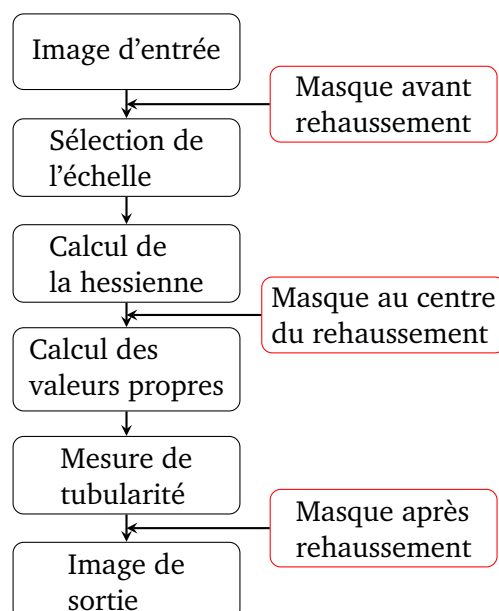 Image d'entrée
Masque avant
rehaussement
Sélection de
l'échelle
Calcul de
la hessienne
Masque au centre
du rehaussement
Calcul des
valeurs propres
Mesure de
tubularité
Masque après
rehaussement
Image de
sortie